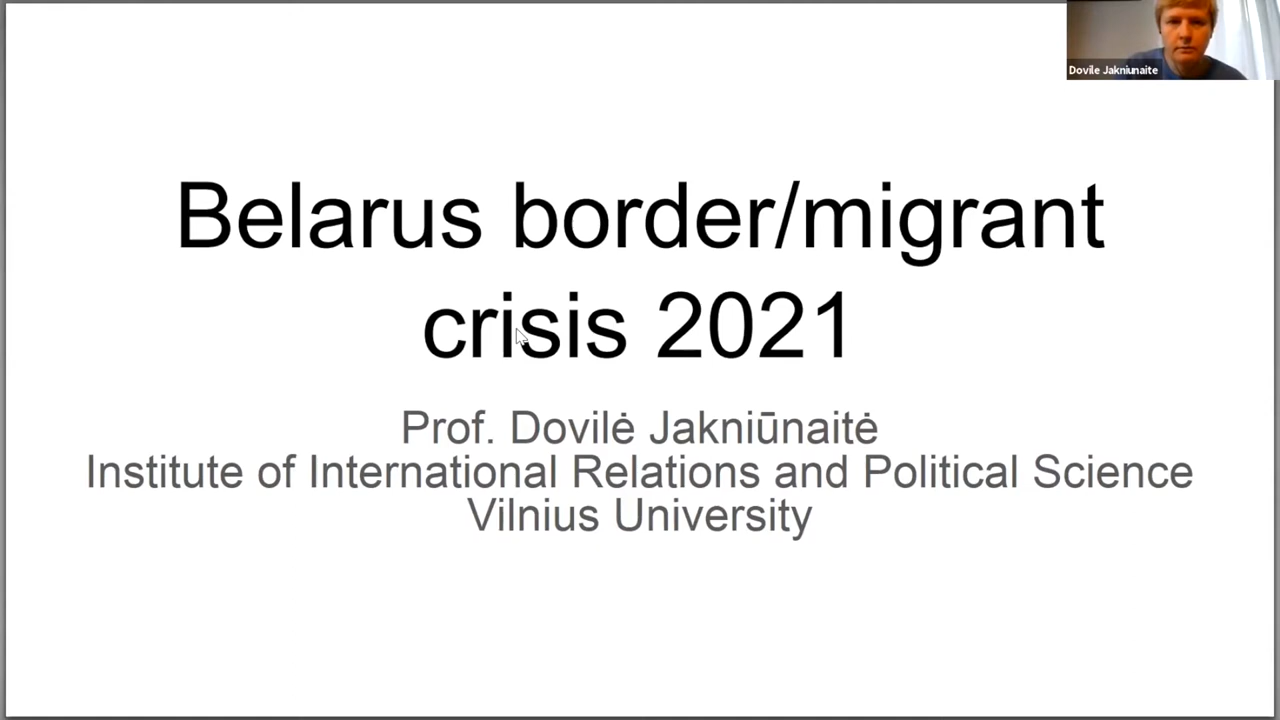 Dovile Jakniunaite
Belarus border/migrant
crisis 2021
Prof. Dovilė Jakniūnaitė
Institute of International Relations and Political Science
Vilnius University